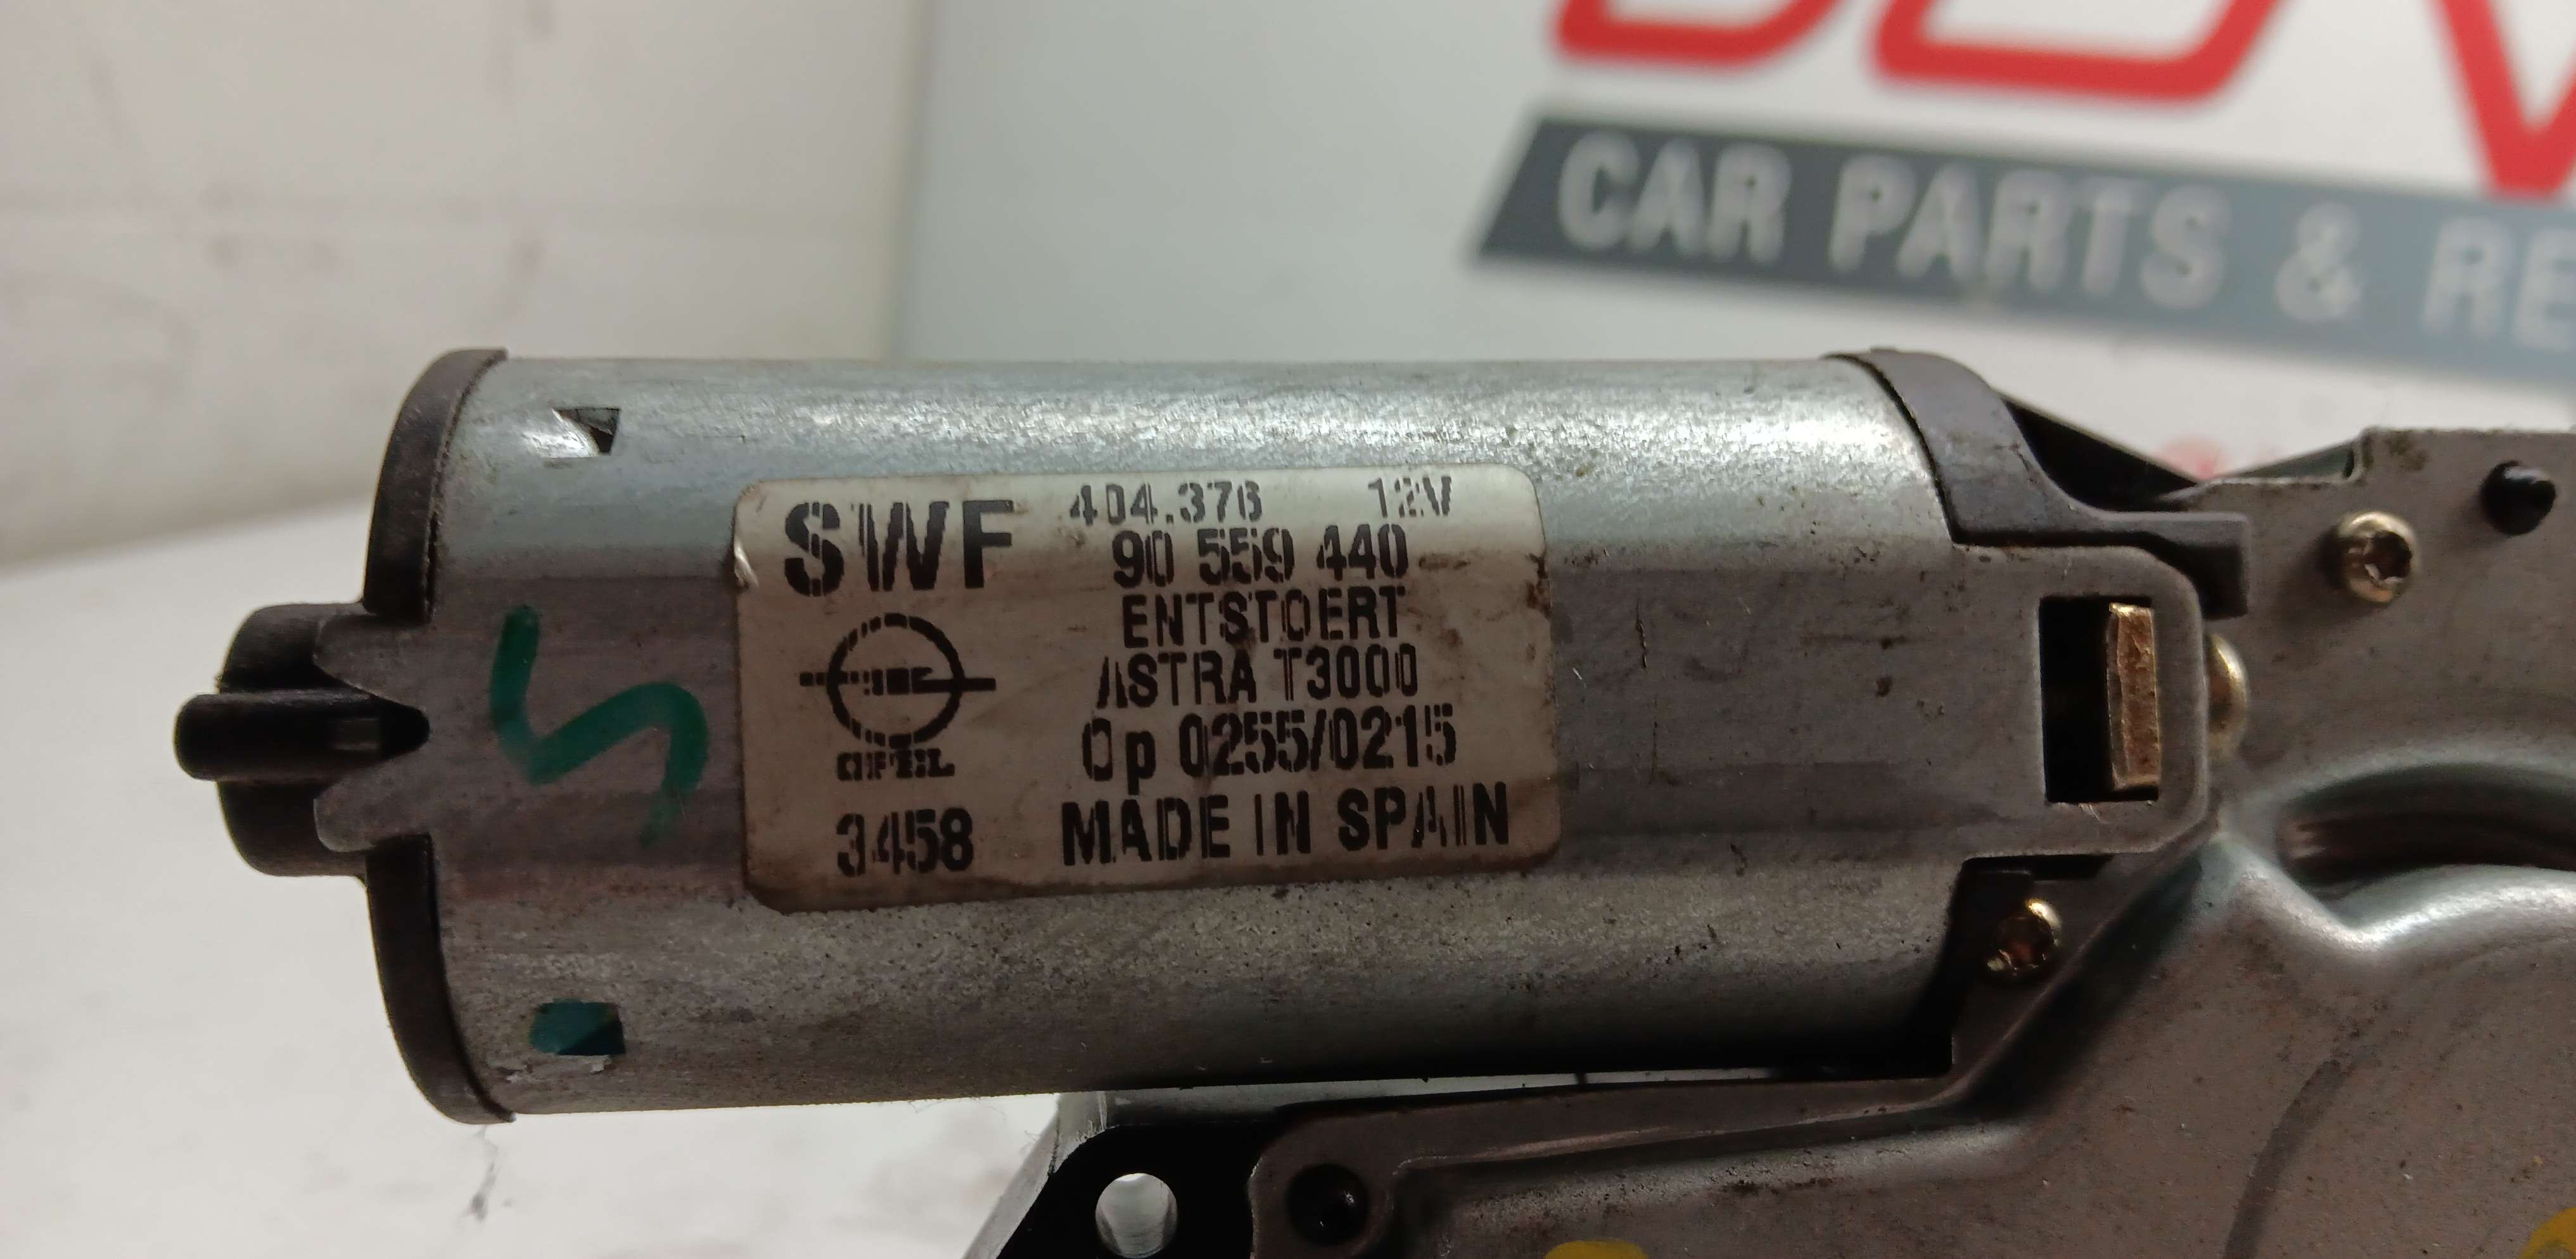 CAR PARTS & RE
SWF 404.376 12V
90 559 440
ENTSTOERT
ASTRA T3000
Op 0255/0215
OPEL
3458 MADE IN SPAIN